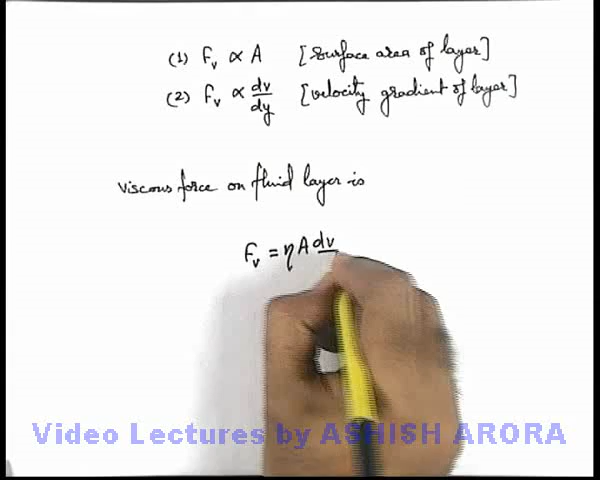 (1) Fᵥ ∝ A [Surface area of layer]
(2) Fᵥ ∝ dv/dy [velocity gradient of layer]
viscous force on fluid layer is
Fᵥ = η A dv
Video Lectures by ASHISH ARORA